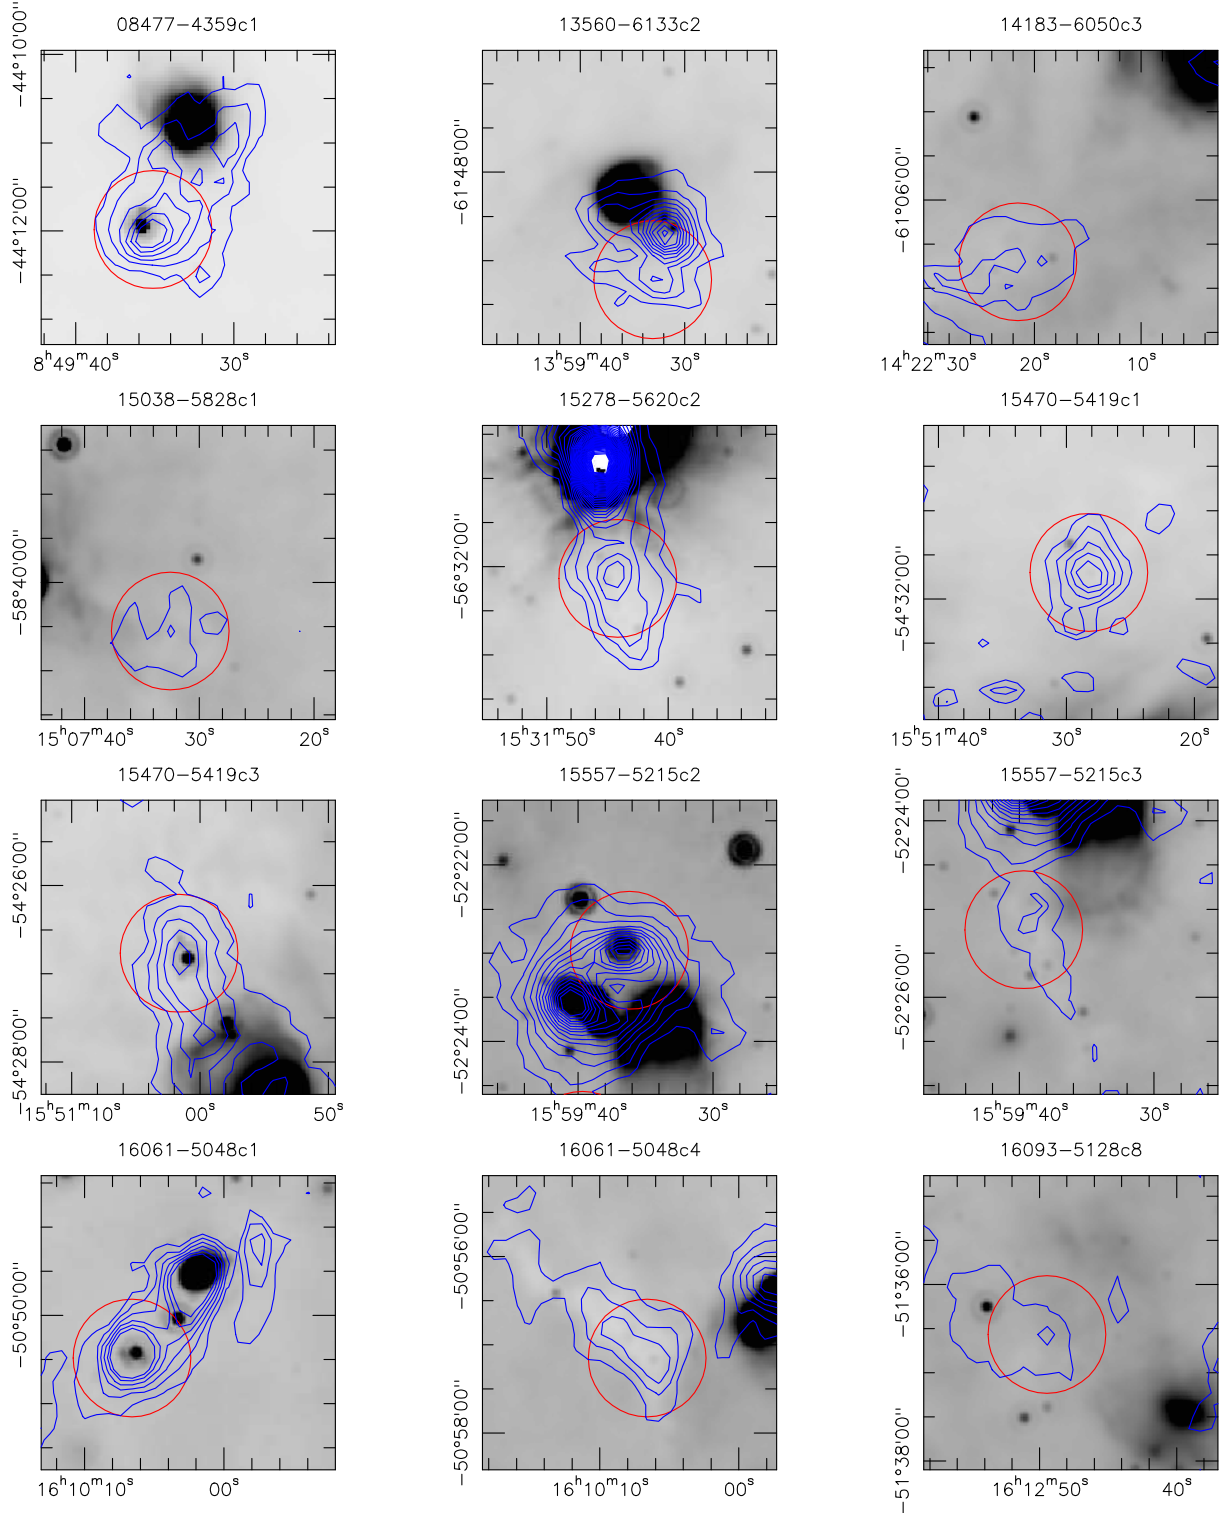 08477−4359c1 13560−6133c2 14183−6050c3
−44°10'00'' −44°12'00'' −61°48'00'' −61°06'00''
8ʰ49ᵐ40ˢ 30ˢ 13ʰ59ᵐ40ˢ 30ˢ 14ʰ22ᵐ30ˢ 20ˢ 10ˢ
15038−5828c1 15278−5620c2 15470−5419c1
−58°40'00'' −56°32'00'' −54°32'00''
15ʰ07ᵐ40ˢ 30ˢ 20ˢ 15ʰ31ᵐ50ˢ 40ˢ 15ʰ51ᵐ40ˢ 30ˢ 20ˢ
15470−5419c3 15557−5215c2 15557−5215c3
−54°26'00'' −54°28'00'' −52°22'00'' −52°24'00'' −52°24'00'' −52°26'00''
15ʰ51ᵐ10ˢ 00ˢ 50ˢ 15ʰ59ᵐ40ˢ 30ˢ 15ʰ59ᵐ40ˢ 30ˢ
16061−5048c1 16061−5048c4 16093−5128c8
−50°50'00'' −50°56'00'' −50°58'00'' −51°36'00'' −51°38'00''
16ʰ10ᵐ10ˢ 00ˢ 16ʰ10ᵐ10ˢ 00ˢ 16ʰ12ᵐ50ˢ 40ˢ